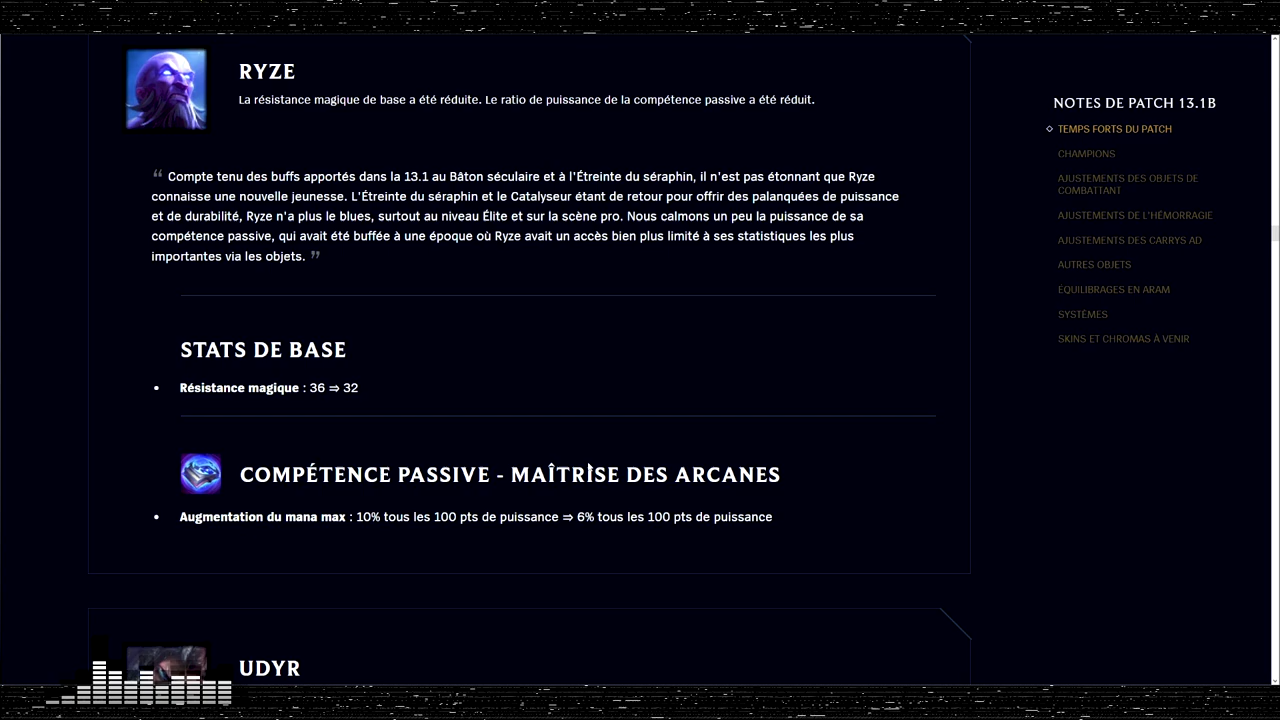 RYZE
La résistance magique de base a été réduite. Le ratio de puissance de la compétence passive a été réduit.
“ Compte tenu des buffs apportés dans la 13.1 au Bâton séculaire et à l'Étreinte du séraphin, il n'est pas étonnant que Ryze
connaisse une nouvelle jeunesse. L'Étreinte du séraphin et le Catalyseur étant de retour pour offrir des palanquées de puissance
et de durabilité, Ryze n'a plus le blues, surtout au niveau Élite et sur la scène pro. Nous calmons un peu la puissance de sa
compétence passive, qui avait été buffée à une époque où Ryze avait un accès bien plus limité à ses statistiques les plus
importantes via les objets. ”
STATS DE BASE
• Résistance magique : 36 ⇒ 32
COMPÉTENCE PASSIVE - MAÎTRISE DES ARCANES
• Augmentation du mana max : 10% tous les 100 pts de puissance ⇒ 6% tous les 100 pts de puissance
UDYR
NOTES DE PATCH 13.1B
TEMPS FORTS DU PATCH
CHAMPIONS
AJUSTEMENTS DES OBJETS DE
COMBATTANT
AJUSTEMENTS DE L'HÉMORRAGIE
AJUSTEMENTS DES CARRYS AD
AUTRES OBJETS
ÉQUILIBRAGES EN ARAM
SYSTÈMES
SKINS ET CHROMAS À VENIR